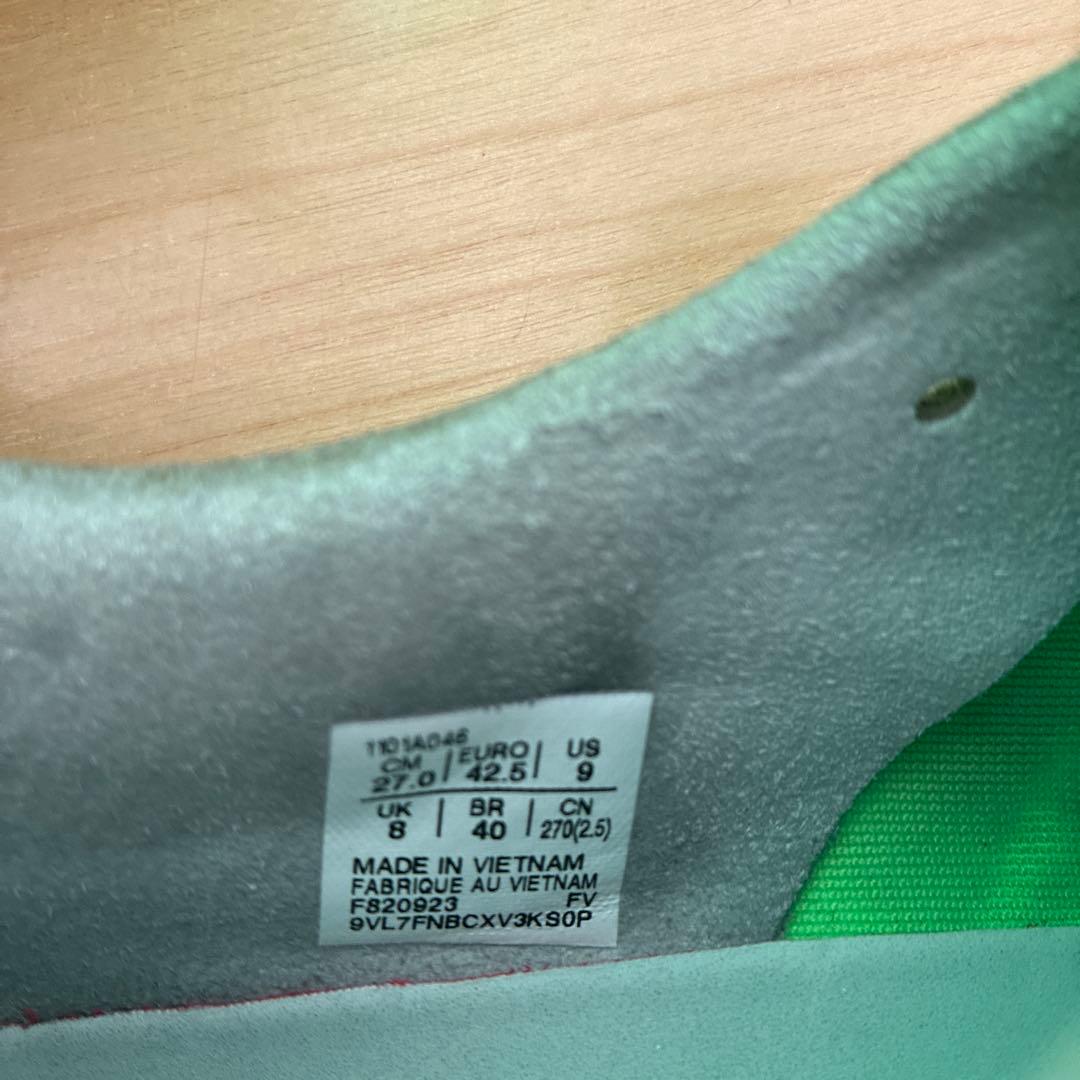 1101A046
CM | EURO | US
27.0 | 42.5 | 9
UK | BR | CN
8 | 40 | 270(2.5)
MADE IN VIETNAM
FABRIQUE AU VIETNAM
F820923 FV
9VL7FNBCXV3KS0P